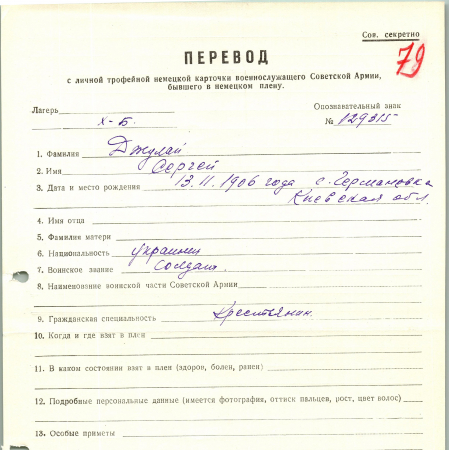 Сов. секретно
79
ПЕРЕВОД
с личной трофейной немецкой карточки военнослужащего Советской Армии,
бывшего в немецком плену.
Лагерь X-Б. Опознавательный знак
№ 129315
1. Фамилия Джулай
2. Имя Сергей
3. Дата и место рождения 13.11.1906 года с. Германовка
Киевская обл.
4. Имя отца
5. Фамилия матери
6. Национальность украинец
7. Воинское звание солдат.
8. Наименование воинской части Советской Армии
9. Гражданская специальность крестьянин.
10. Когда и где взят в плен
11. В каком состоянии взят в плен (здоров, болен, ранен)
12. Подробные персональные данные (имеется фотография, оттиск пальцев, рост, цвет волос)
13. Особые приметы